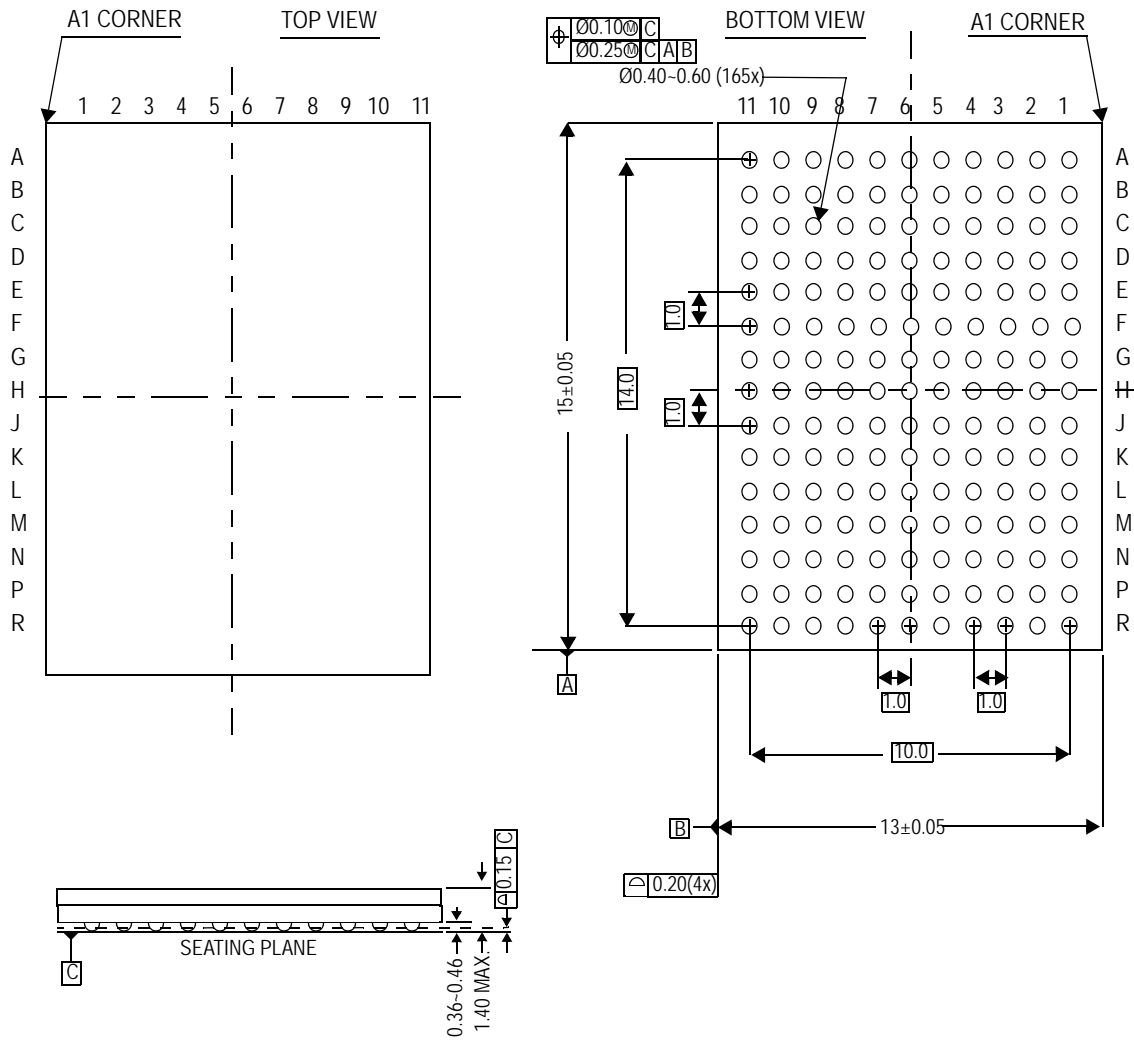 A1 CORNER
TOP VIEW
BOTTOM VIEW
A1 CORNER
Ø0.10Ⓜ C
Ø0.25Ⓜ C A B
Ø0.40~0.60 (165x)
1 2 3 4 5 6 7 8 9 10 11
11 10 9 8 7 6 5 4 3 2 1
A
B
C
D
E
F
G
H
J
K
L
M
N
P
R
A
B
C
D
E
F
G
H
J
K
L
M
N
P
R
15±0.05
14.0
1.0
1.0
A
1.0
1.0
10.0
B
13±0.05
0.20(4x)
0.15 C
SEATING PLANE
C
0.36~0.46
1.40 MAX.